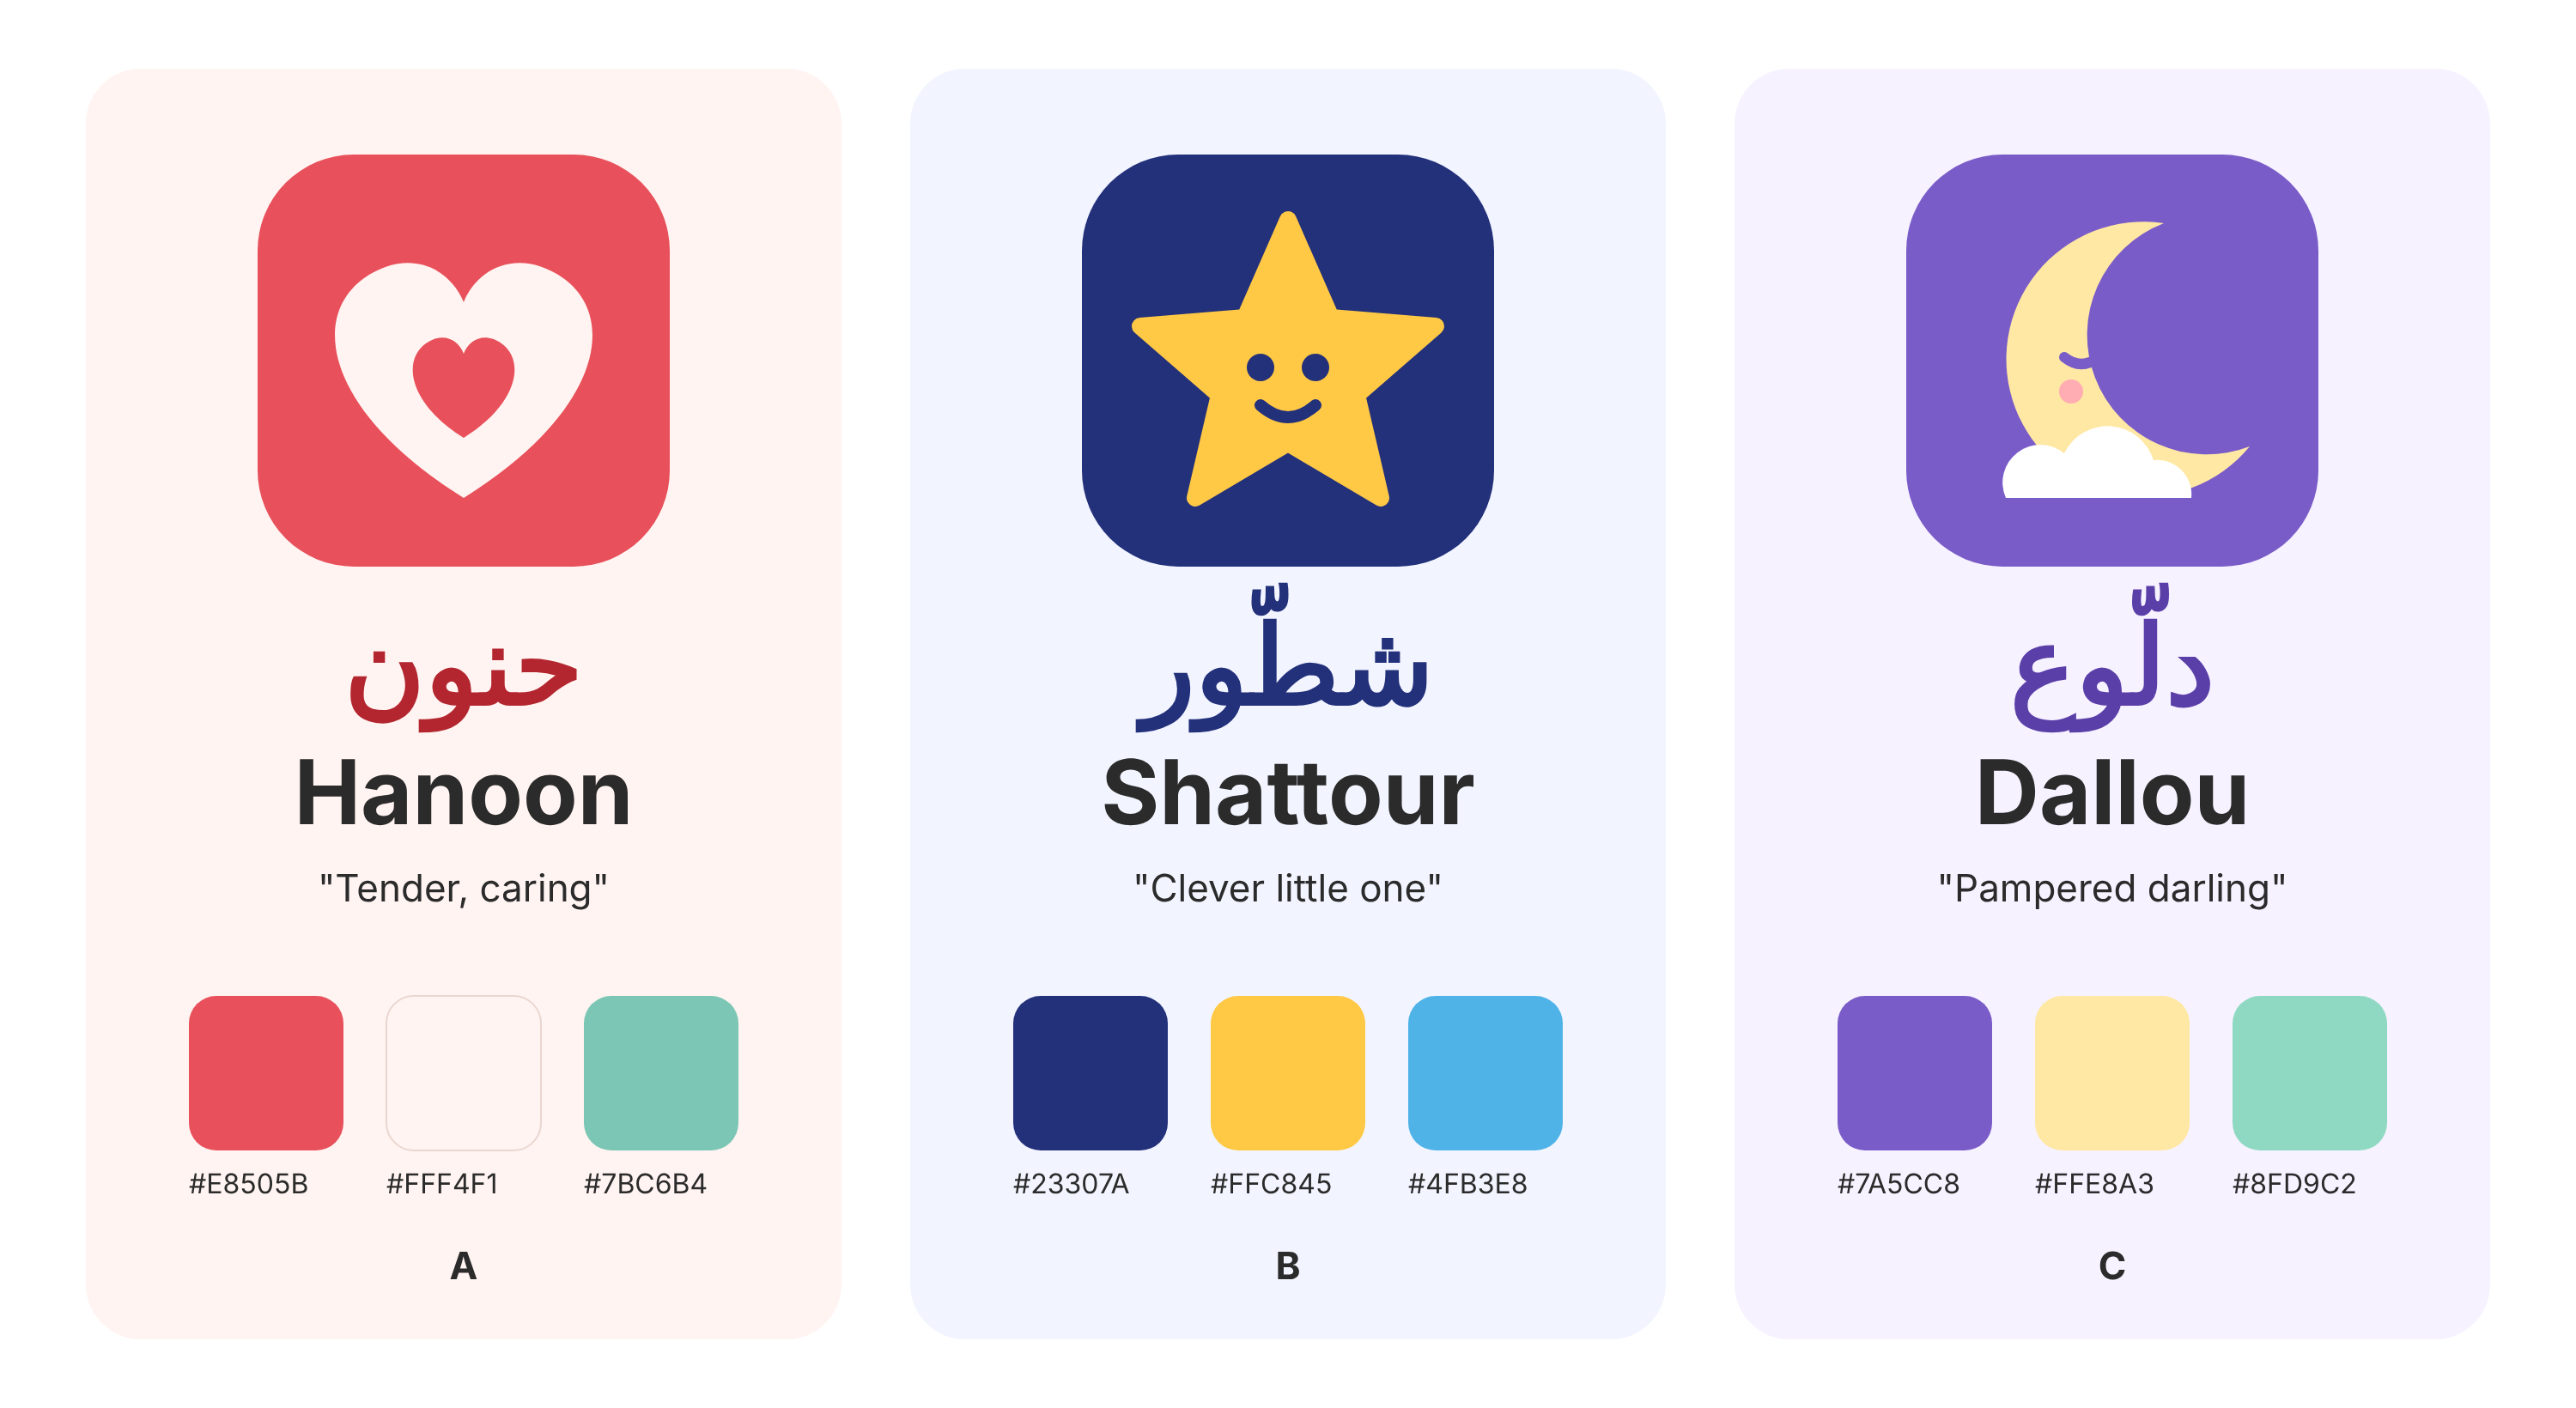 حنون
Hanoon
"Tender, caring"
#E8505B #FFF4F1 #7BC6B4
A
شطّور
Shattour
"Clever little one"
#23307A #FFC845 #4FB3E8
B
دلّوع
Dallou
"Pampered darling"
#7A5CC8 #FFE8A3 #8FD9C2
C